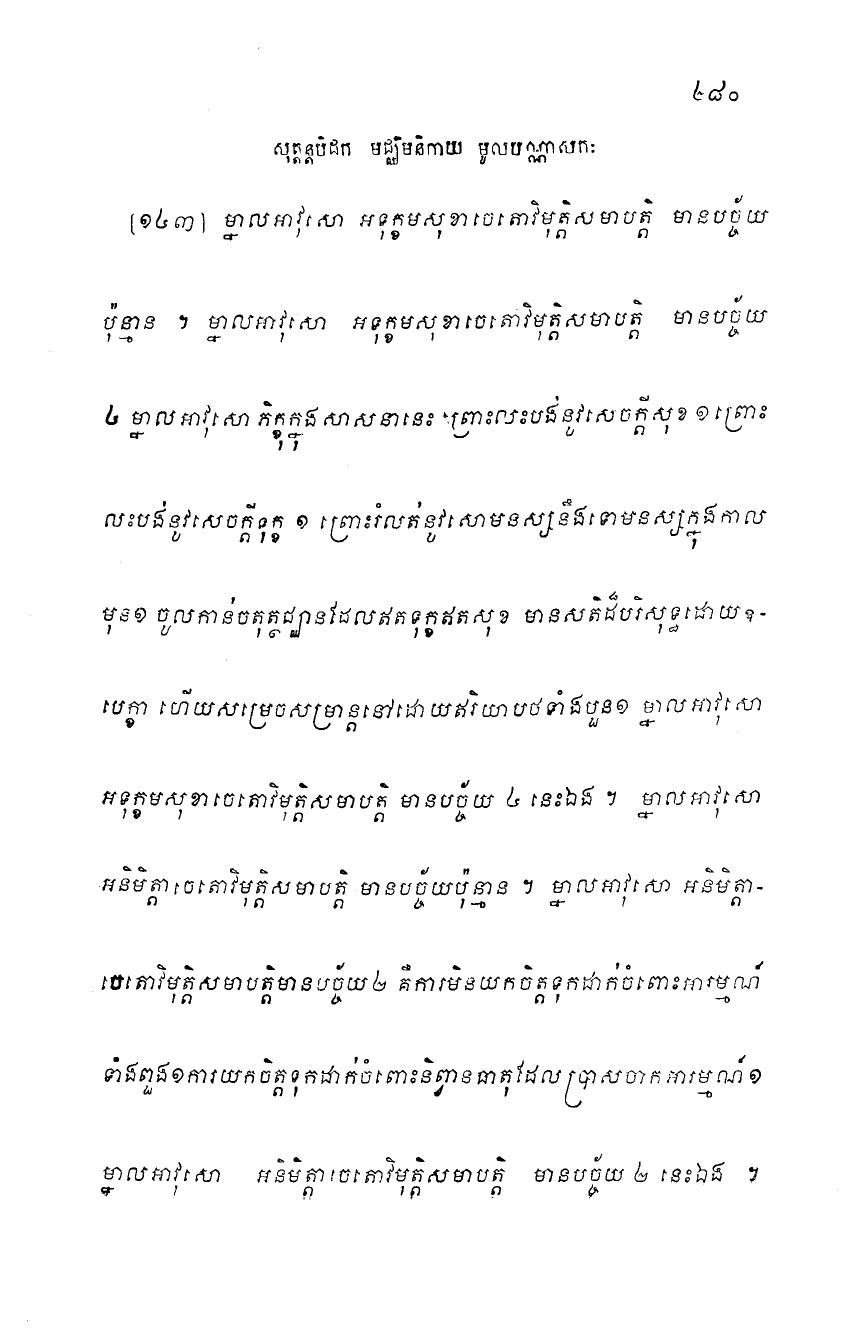 ៤៨០
សុត្តន្តបិដក មជ្ឈិមនិកាយ មូលបណ្ណាសកៈ
[១៤៣] ម្នាលអាវុសោ អទុក្ខមសុខាចេតោវិមុត្តិសមាបត្តិ មានបច្ច័យ
ប៉ុន្មាន ។ ម្នាលអាវុសោ អទុក្ខមសុខាចេតោវិមុត្តិសមាបត្តិ មានបច្ច័យ
៤ ម្នាលអាវុសោ ភិក្ខុក្នុងសាសនានេះ ព្រោះលះបង់នូវសេចក្តីសុខ ១ ព្រោះ
លះបង់នូវសេចក្តីទុក្ខ ១ ព្រោះរំលត់នូវសោមនស្សនឹងទោមនស្សក្នុងកាល
មុន១ ចូលកាន់ចតុត្ថជ្ឈានដែលឥតទុក្ខឥតសុខ មានសតិដ៏បរិសុទ្ធដោយឧ-
បេក្ខា ហើយសម្រេចសម្រាន្តនៅដោយឥរិយាបថទាំងបួន១ ម្នាលអាវុសោ
អទុក្ខមសុខាចេតោវិមុត្តិសមាបត្តិ មានបច្ច័យ ៤ នេះឯង ។ ម្នាលអាវុសោ
អនិមិត្តាចេតោវិមុត្តិសមាបត្តិ មានបច្ច័យប៉ុន្មាន ។ ម្នាលអាវុសោ អនិមិត្តា-
ចេតោវិមុត្តិសមាបត្តិមានបច្ច័យ២ គឺការមិនយកចិត្តទុកដាក់ចំពោះអារម្មណ៍
ទាំងពួង១ការយកចិត្តទុកដាក់ចំពោះនិព្វានធាតុដែលប្រាសចាកអារម្មណ៍១
ម្នាលអាវុសោ អនិមិត្តាចេតោវិមុត្តិសមាបត្តិ មានបច្ច័យ ២ នេះឯង ។